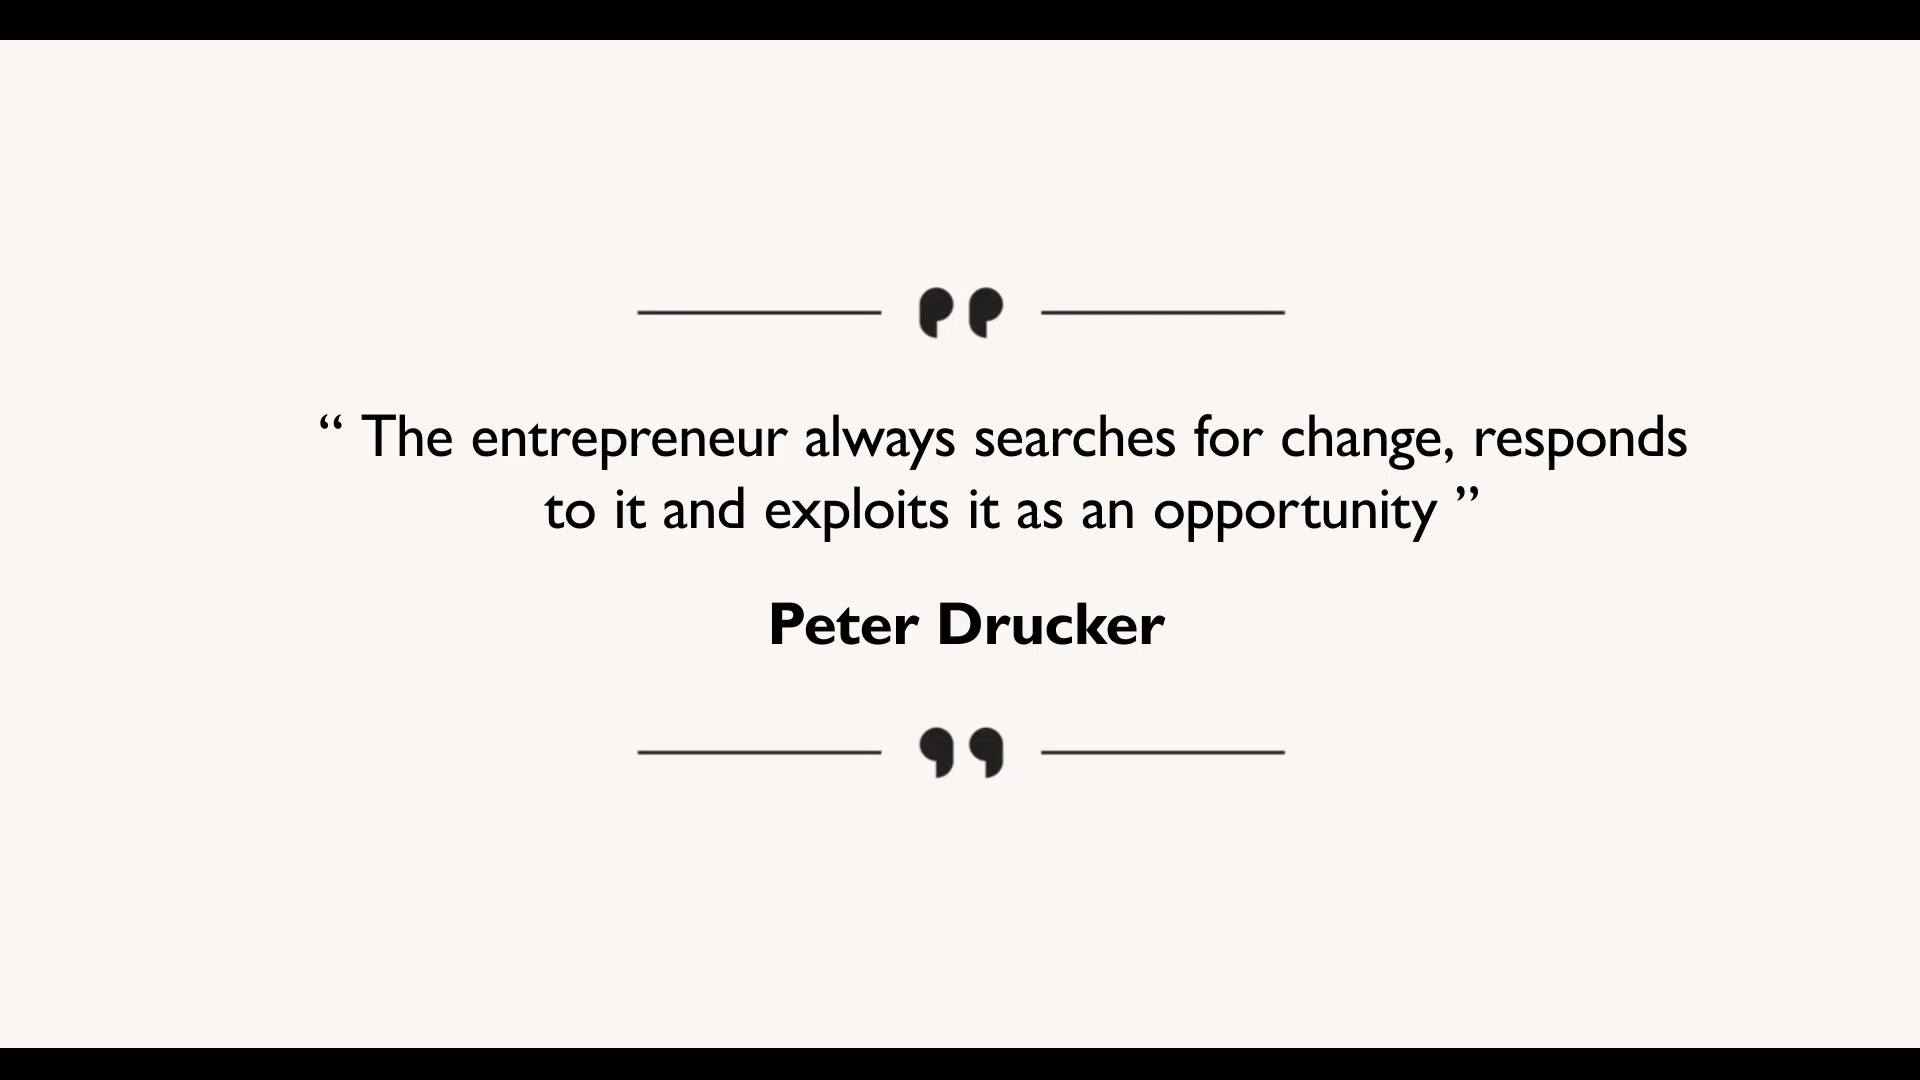 “ The entrepreneur always searches for change, responds
to it and exploits it as an opportunity ”
Peter Drucker